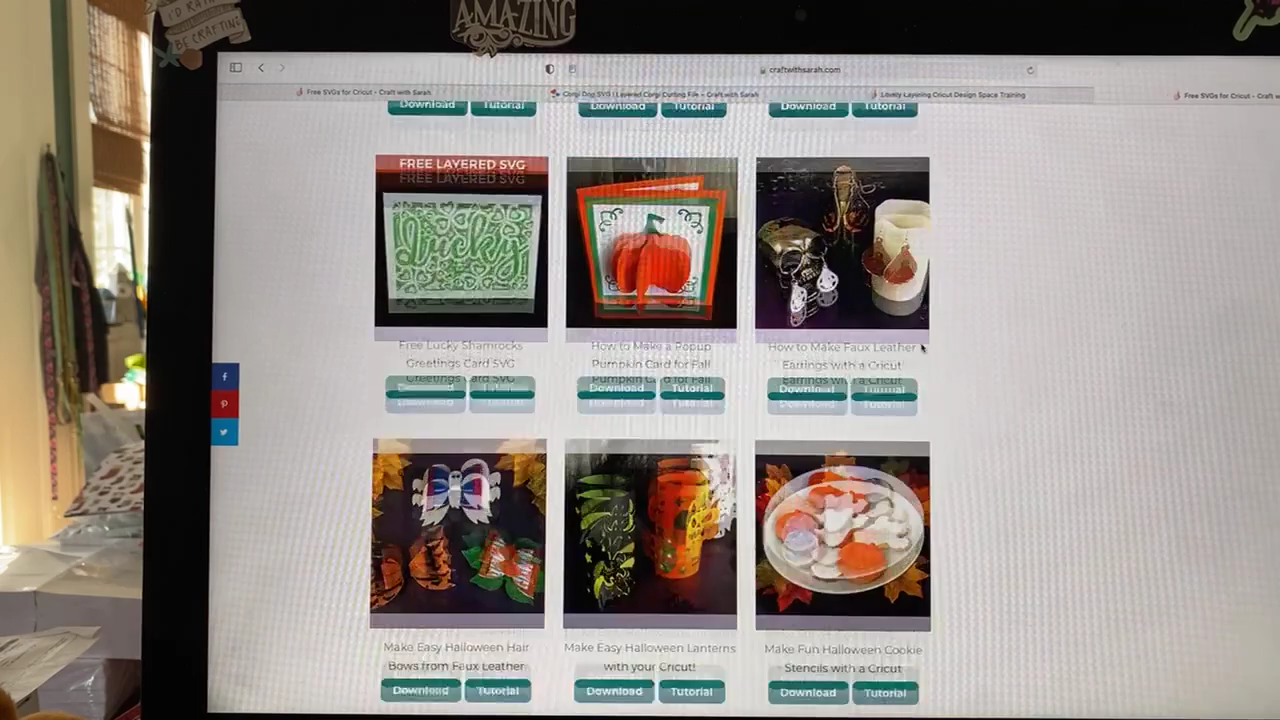 I'D RATHER
BE CRAFTING
AMAZING
craftwithsarah.com
Free SVGs for Cricut – Craft with Sarah
Corgi Dog SVG | Layered Corgi Cutting File – Craft with Sarah
Lovely Layering Cricut Design Space Training
Free SVGs for Cricut – Craft w
Download Tutorial
Download Tutorial
Download Tutorial
FREE LAYERED SVG
Lucky
Free Lucky Shamrocks
Greetings Card SVG
Download Tutorial
How to Make a Popup
Pumpkin Card for Fall
Download Tutorial
How to Make Faux Leather
Earrings with a Cricut
Download Tutorial
Make Easy Halloween Hair
Bows from Faux Leather
Download Tutorial
Make Easy Halloween Lanterns
with your Cricut!
Download Tutorial
Make Fun Halloween Cookie
Stencils with a Cricut
Download Tutorial